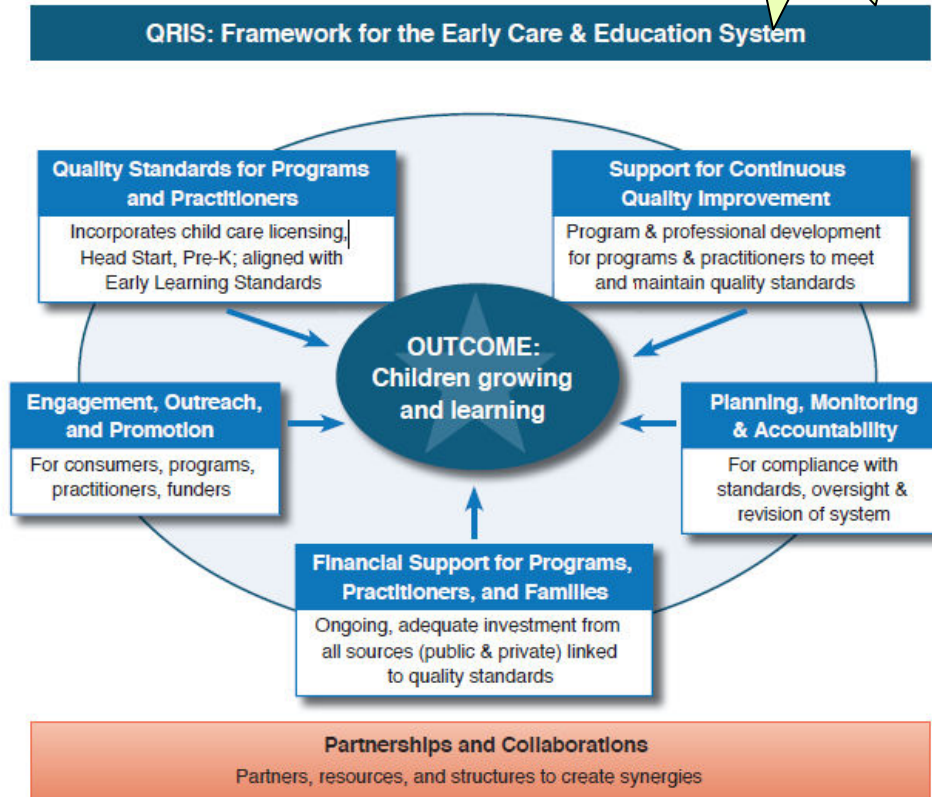 QRIS: Framework for the Early Care & Education System
Quality Standards for Programs
and Practitioners
Incorporates child care licensing,
Head Start, Pre-K; aligned with
Early Learning Standards
Support for Continuous
Quality Improvement
Program & professional development
for programs & practitioners to meet
and maintain quality standards
OUTCOME:
Children growing
and learning
Engagement, Outreach,
and Promotion
For consumers, programs,
practitioners, funders
Planning, Monitoring
& Accountability
For compliance with
standards, oversight &
revision of system
Financial Support for Programs,
Practitioners, and Families
Ongoing, adequate investment from
all sources (public & private) linked
to quality standards
Partnerships and Collaborations
Partners, resources, and structures to create synergies